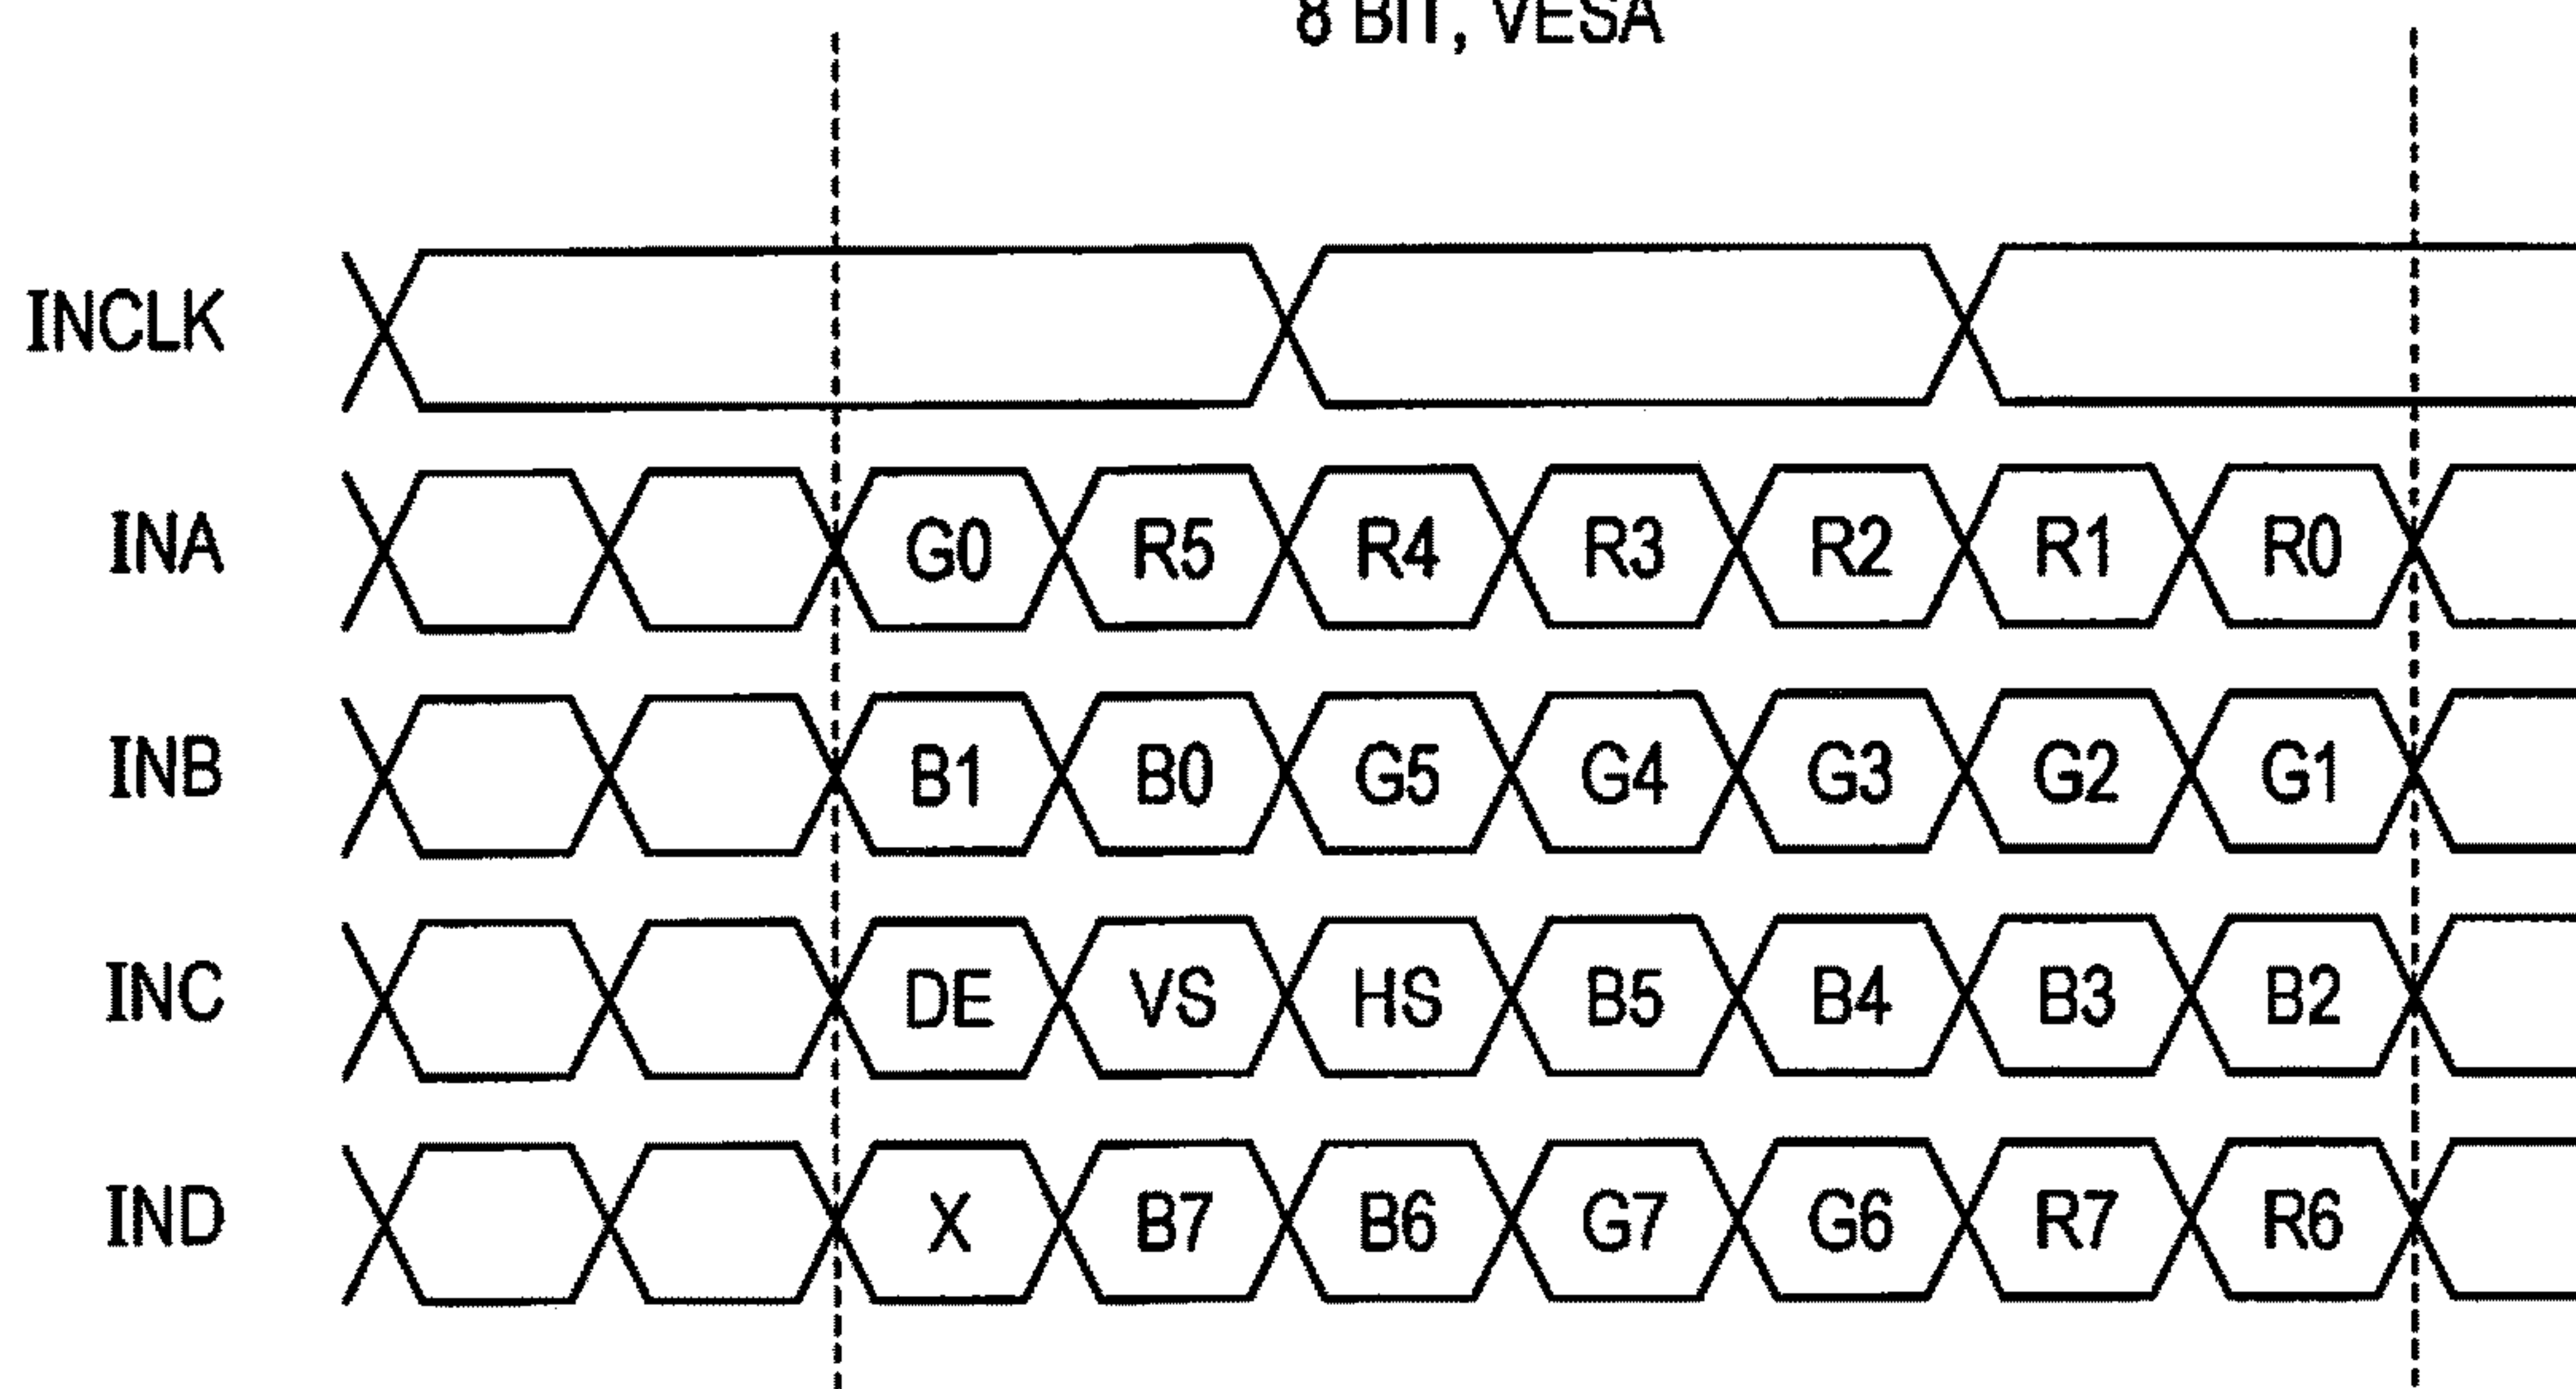 8 BIT, VESA
INCLK
INA G0 R5 R4 R3 R2 R1 R0
INB B1 B0 G5 G4 G3 G2 G1
INC DE VS HS B5 B4 B3 B2
IND X B7 B6 G7 G6 R7 R6